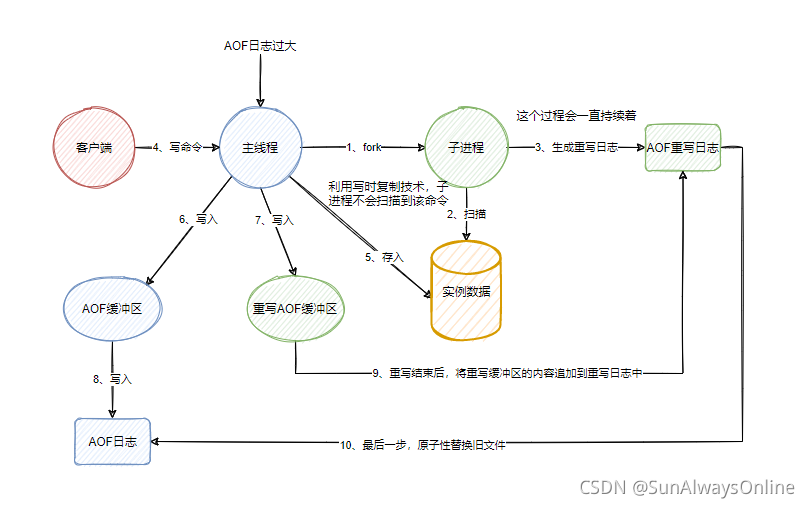 AOF日志过大
这个过程会一直持续着
客户端
4、写命令
主线程
1、fork
子进程
3、生成重写日志
AOF重写日志
利用写时复制技术，子
进程不会扫描到该命令
2、扫描
6、写入
7、写入
5、存入
AOF缓冲区
重写AOF缓冲区
实例数据
8、写入
9、重写结束后，将重写缓冲区的内容追加到重写日志中
AOF日志
10、最后一步，原子性替换旧文件
CSDN @SunAlwaysOnline